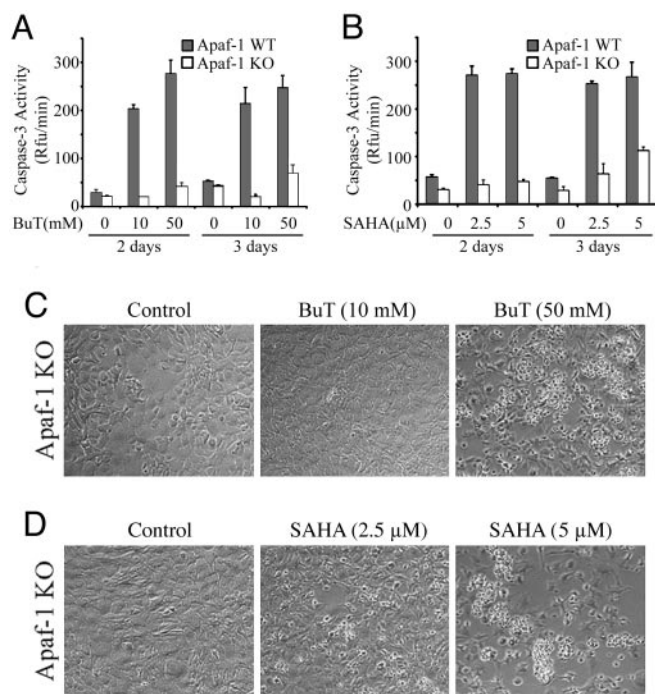 A
B
300
200
100
0
Caspase-3 Activity
(Rfu/min)
Apaf-1 WT
Apaf-1 KO
BuT(mM) 0 10 50 0 10 50
2 days 3 days
300
200
100
0
Caspase-3 Activity
(Rfu/min)
Apaf-1 WT
Apaf-1 KO
SAHA(µM) 0 2.5 5 0 2.5 5
2 days 3 days
C
Control BuT (10 mM) BuT (50 mM)
Apaf-1 KO
D
Control SAHA (2.5 µM) SAHA (5 µM)
Apaf-1 KO